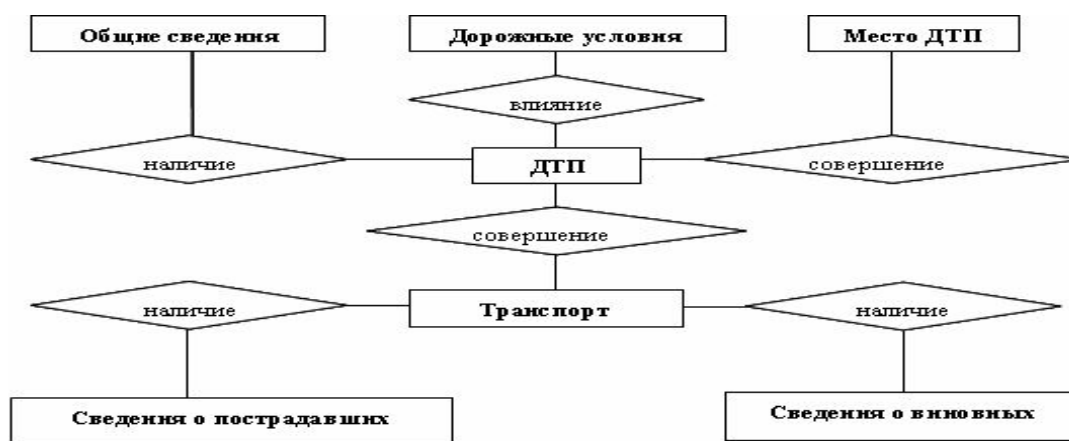 Общие сведения
Дорожные условия
Место ДТП
влияние
наличие
ДТП
совершение
совершение
наличие
Транспорт
наличие
Сведения о пострадавших
Сведения о виновных